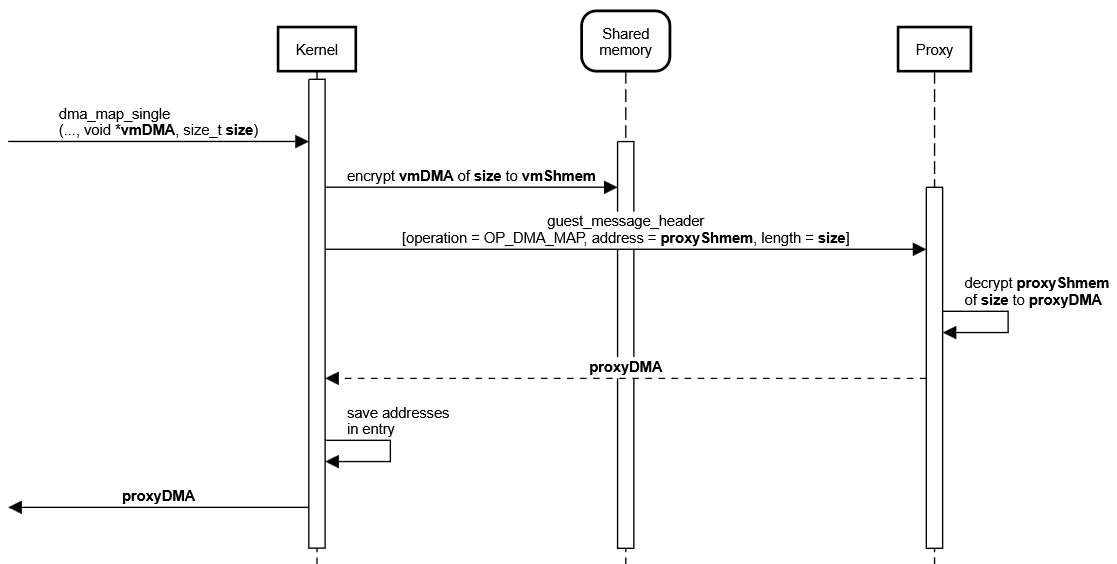 Kernel
Shared
memory
Proxy
dma_map_single
(..., void *vmDMA, size_t size)
encrypt vmDMA of size to vmShmem
guest_message_header
[operation = OP_DMA_MAP, address = proxyShmem, length = size]
decrypt proxyShmem
of size to proxyDMA
proxyDMA
save addresses
in entry
proxyDMA